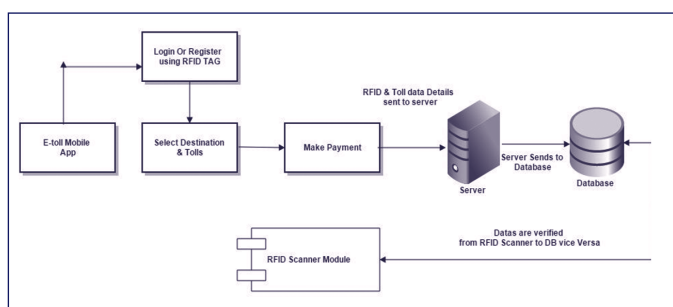 Login Or Register
using RFID TAG
RFID & Toll data Details
sent to server
E-toll Mobile
App
Select Destination
& Tolls
Make Payment
Server
Server Sends to
Database
Database
Datas are verified
from RFID Scanner to DB vice Versa
RFID Scanner Module